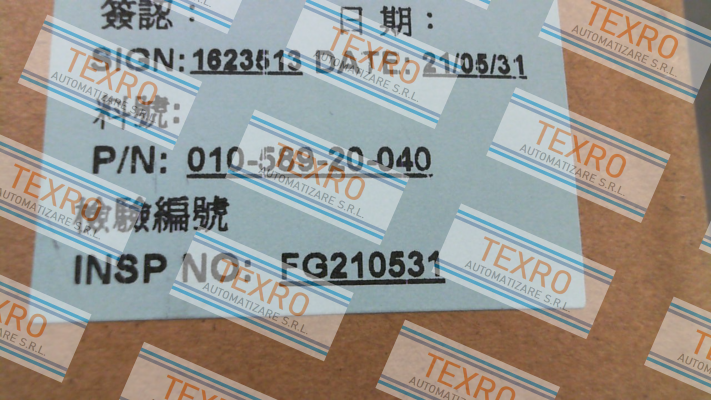 簽認： 日期：
SIGN: 1623513 DATE: 21/05/31
料號:
P/N: 010-569-20-040
檢驗編號
INSP NO: FG210531
TEXRO
AUTOMATIZARE S.R.L.